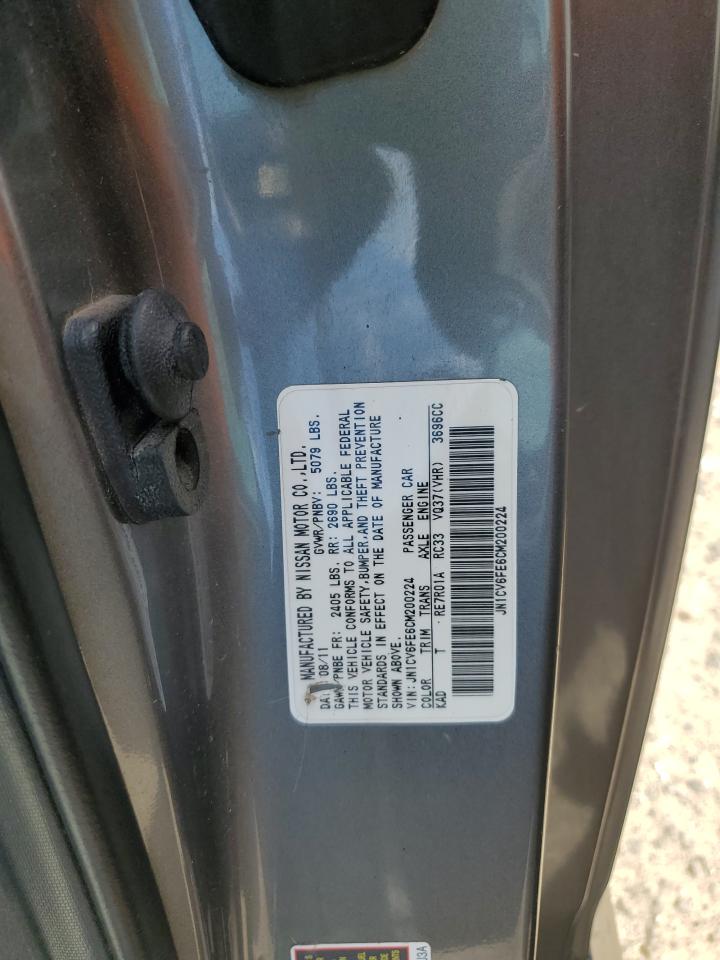 MANUFACTURED BY NISSAN MOTOR CO.,LTD.
DA: 08/11 GVWR/PNBV: 5079 LBS.
GAWR/PNBE FR: 2405 LBS. RR: 2690 LBS.
THIS VEHICLE CONFORMS TO ALL APPLICABLE FEDERAL
MOTOR VEHICLE SAFETY,BUMPER,AND THEFT PREVENTION
STANDARDS IN EFFECT ON THE DATE OF MANUFACTURE
SHOWN ABOVE.
VIN: JN1CV6FE6CM200224 PASSENGER CAR
COLOR TRIM TRANS AXLE ENGINE
KAD T RE7R01A RC33 VQ37(VHR) 3696CC
JN1CV6FE6CM200224